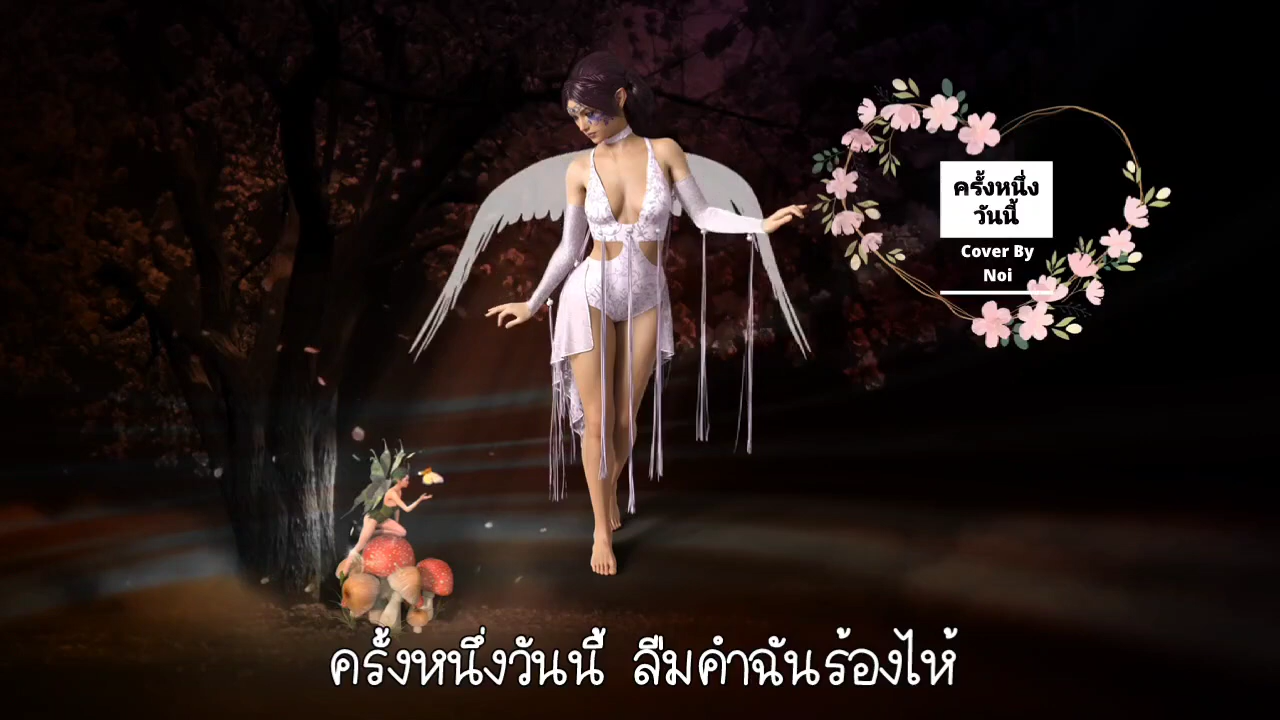 ครั้งหนึ่ง
วันนี้
Cover By
Noi
ครั้งหนึ่งวันนี้ ลืมคำฉันร้องไห้